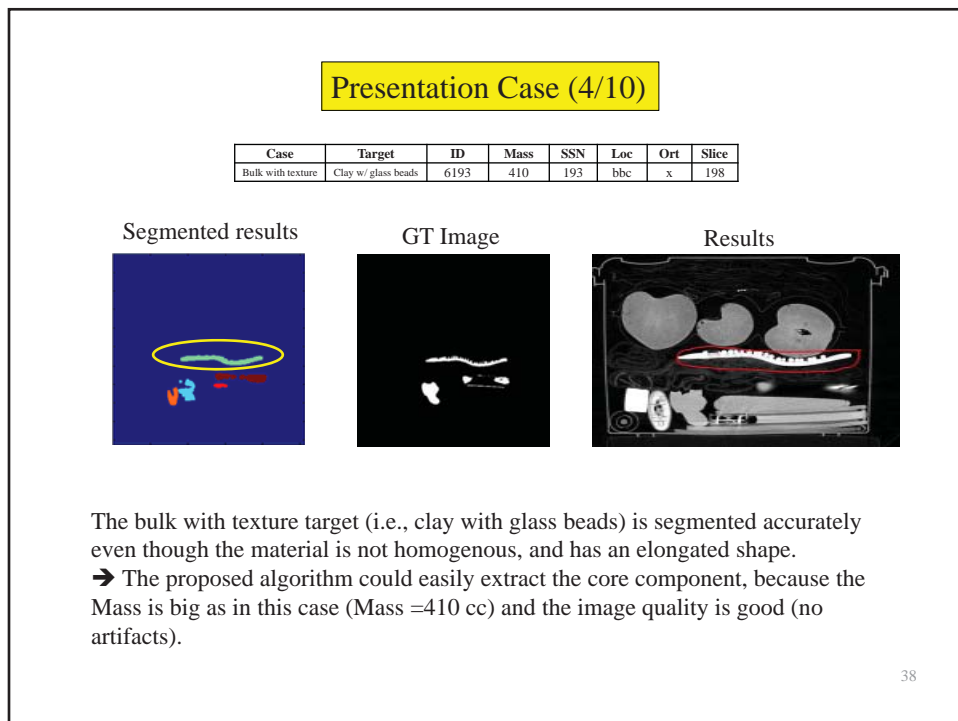 Presentation Case (4/10)
Case Target ID Mass SSN Loc Ort Slice
Bulk with texture Clay w/ glass beads 6193 410 193 bbc x 198
Segmented results GT Image Results
The bulk with texture target (i.e., clay with glass beads) is segmented accurately
even though the material is not homogenous, and has an elongated shape.
➔ The proposed algorithm could easily extract the core component, because the
Mass is big as in this case (Mass =410 cc) and the image quality is good (no
artifacts).
38